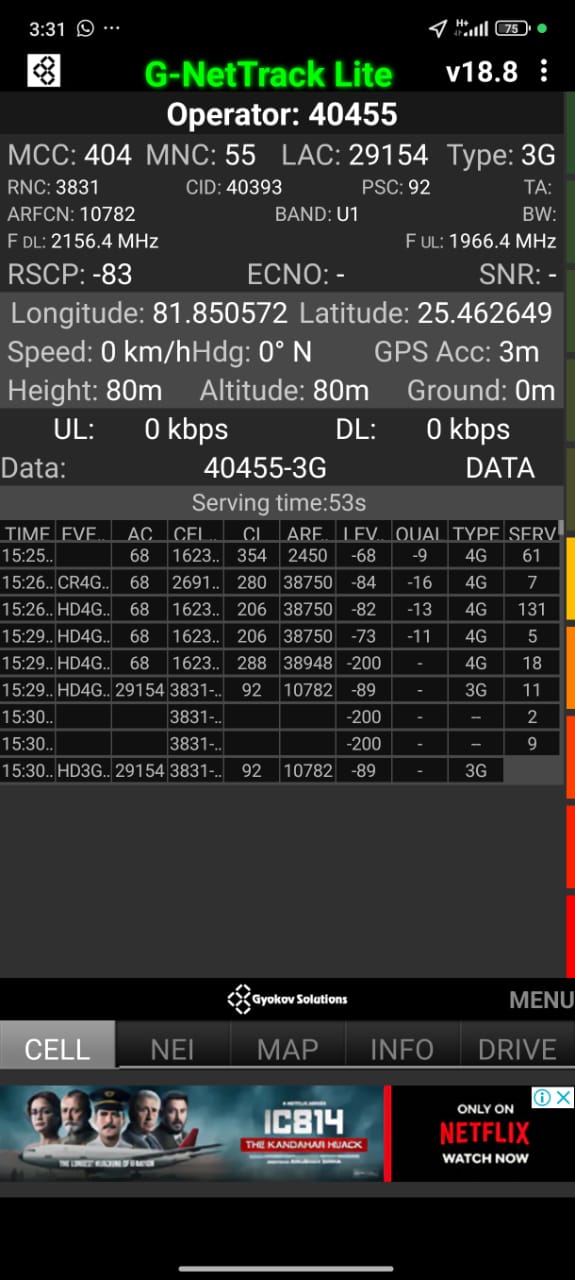 3:31 ... H+ 75
G-NetTrack Lite v18.8
Operator: 40455
MCC: 404 MNC: 55 LAC: 29154 Type: 3G
RNC: 3831 CID: 40393 PSC: 92 TA:
ARFCN: 10782 BAND: U1 BW:
F DL: 2156.4 MHz F UL: 1966.4 MHz
RSCP: -83 ECNO: - SNR: -
Longitude: 81.850572 Latitude: 25.462649
Speed: 0 km/hHdg: 0° N GPS Acc: 3m
Height: 80m Altitude: 80m Ground: 0m
UL: 0 kbps DL: 0 kbps
Data: 40455-3G DATA
Serving time:53s
TIME EVE.. AC CEL.. CI ARF.. LEV.. QUAL TYPE SERV
15:25.. 68 1623.. 354 2450 -68 -9 4G 61
15:26.. CR4G.. 68 2691.. 280 38750 -84 -16 4G 7
15:26.. HD4G.. 68 1623.. 206 38750 -82 -13 4G 131
15:29.. HD4G.. 68 1623.. 206 38750 -73 -11 4G 5
15:29.. HD4G.. 68 1623.. 288 38948 -200 - 4G 18
15:29.. HD4G.. 29154 3831-.. 92 10782 -89 - 3G 11
15:30.. 3831-.. -200 - -- 2
15:30.. 3831-.. -200 - -- 9
15:30.. HD3G.. 29154 3831-.. 92 10782 -89 - 3G
Gyokov Solutions MENU
CELL NEI MAP INFO DRIVE
IC814
THE KANDAHAR HIJACK
THE LONGEST HIJACKING OF A NATION
ONLY ON
NETFLIX
WATCH NOW